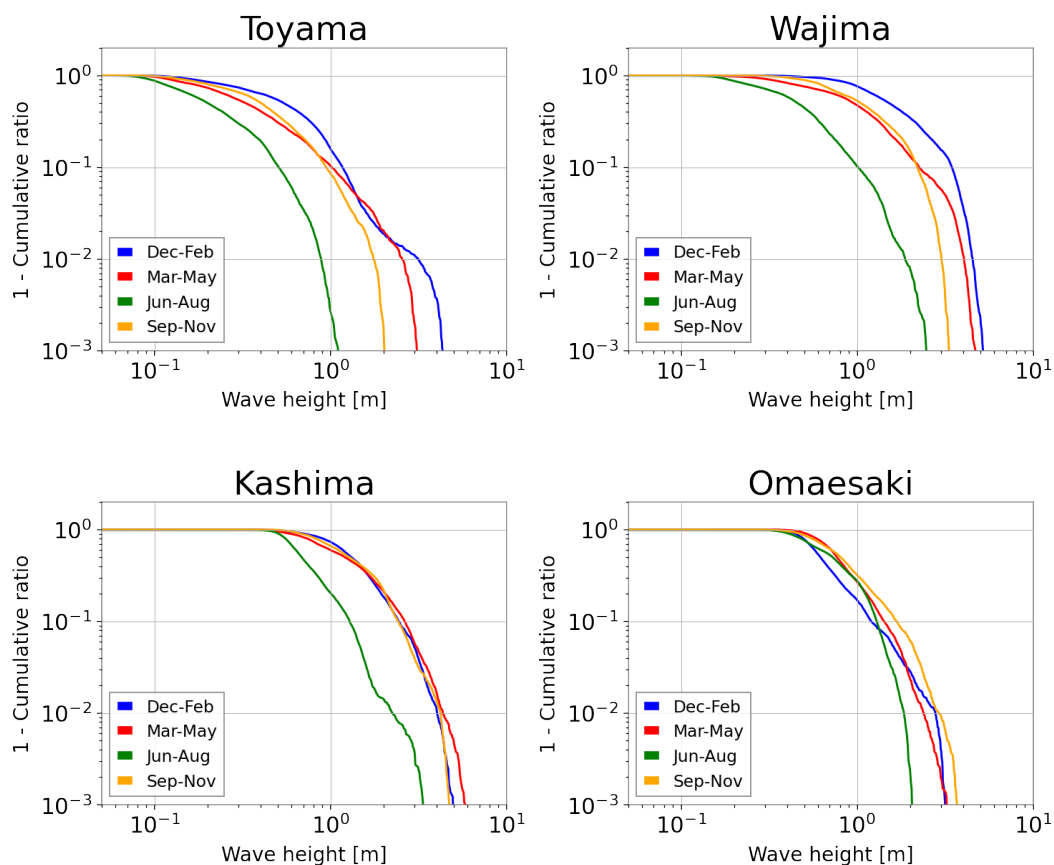 Toyama
10^0
10^-1
10^-2
10^-3
1 - Cumulative ratio
Dec-Feb
Mar-May
Jun-Aug
Sep-Nov
10^-1
10^0
10^1
Wave height [m]
Wajima
10^0
10^-1
10^-2
10^-3
1 - Cumulative ratio
Dec-Feb
Mar-May
Jun-Aug
Sep-Nov
10^-1
10^0
10^1
Wave height [m]
Kashima
10^0
10^-1
10^-2
10^-3
1 - Cumulative ratio
Dec-Feb
Mar-May
Jun-Aug
Sep-Nov
10^-1
10^0
10^1
Wave height [m]
Omaesaki
10^0
10^-1
10^-2
10^-3
1 - Cumulative ratio
Dec-Feb
Mar-May
Jun-Aug
Sep-Nov
10^-1
10^0
10^1
Wave height [m]